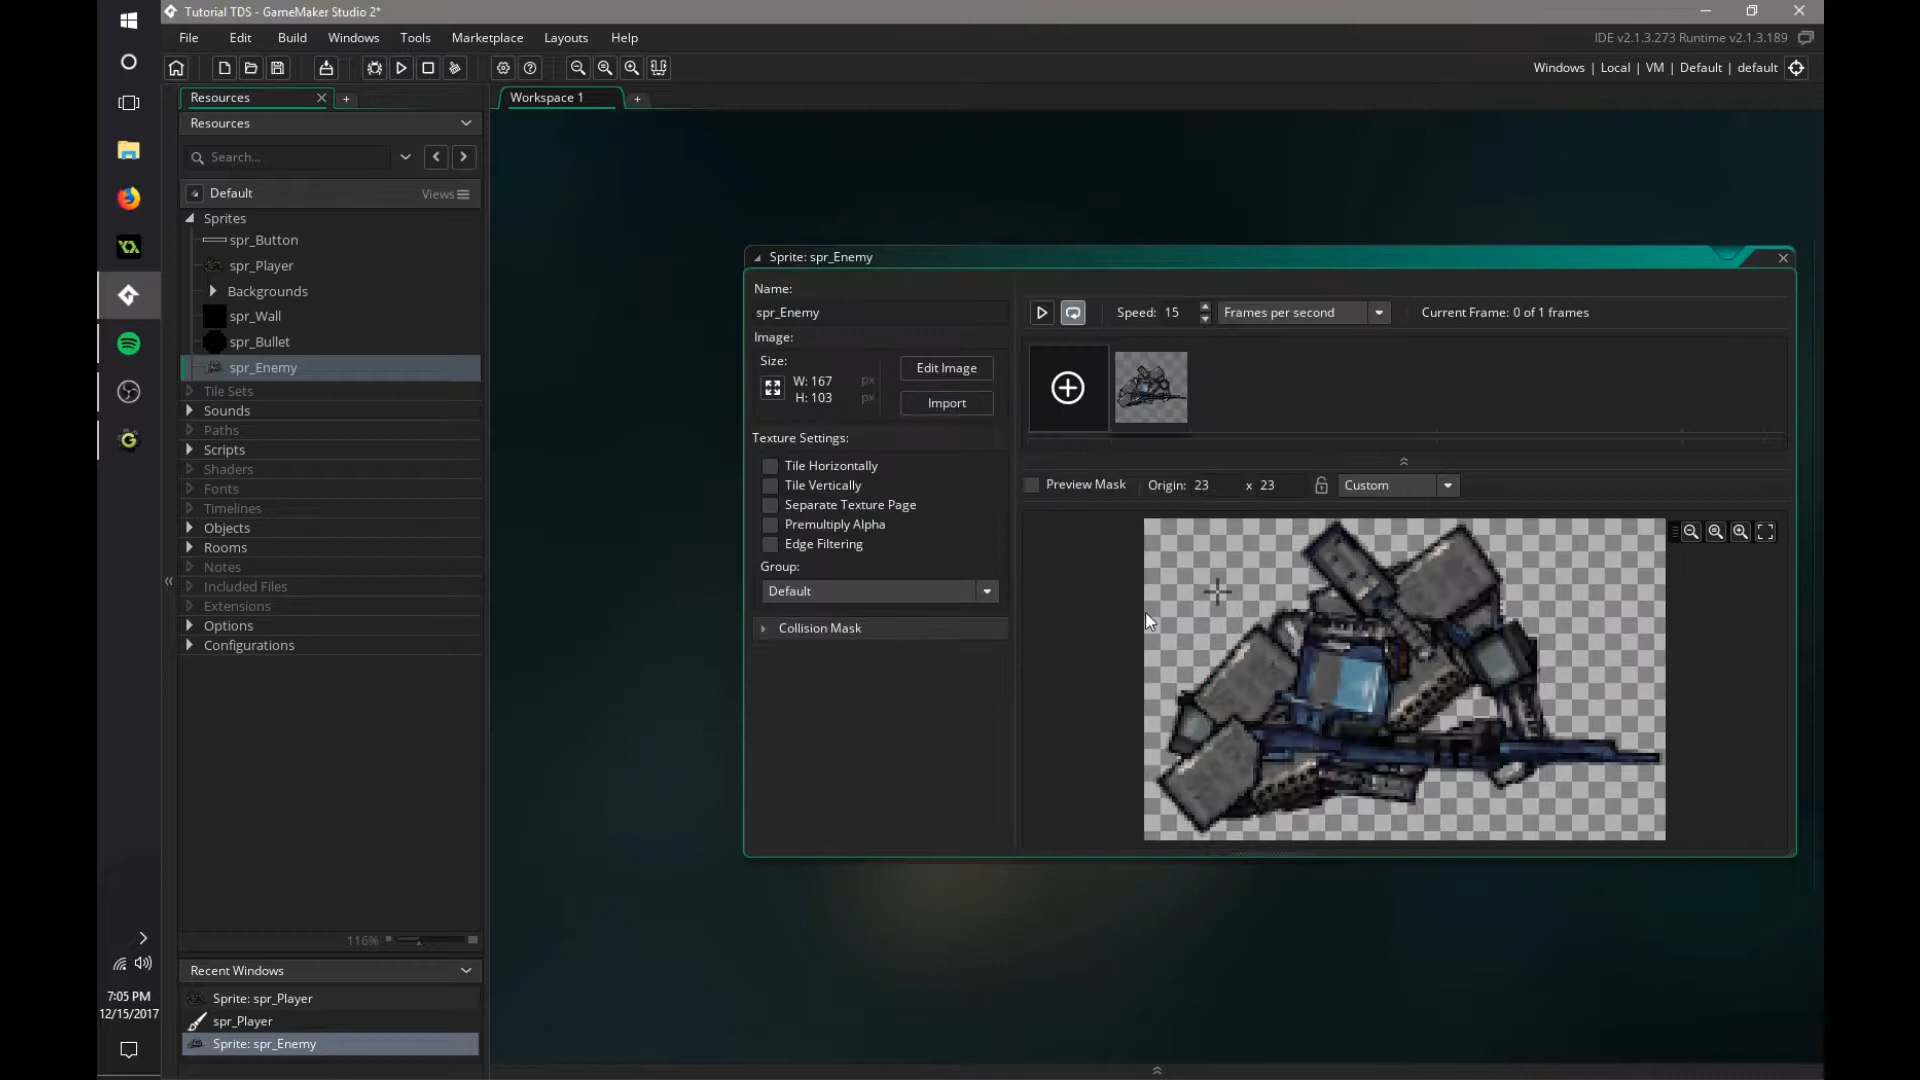 Tutorial TDS - GameMaker Studio 2*
File Edit Build Windows Tools Marketplace Layouts Help
IDE v2.1.3.273 Runtime v2.1.3.189
Windows | Local | VM | Default | default
Resources
Workspace 1
Resources
Search...
Default
Views
Sprites
spr_Button
spr_Player
Backgrounds
spr_Wall
spr_Bullet
spr_Enemy
Tile Sets
Sounds
Paths
Scripts
Shaders
Fonts
Timelines
Objects
Rooms
Notes
Included Files
Extensions
Options
Configurations
116%
Recent Windows
Sprite: spr_Player
spr_Player
Sprite: spr_Enemy
Sprite: spr_Enemy
Name:
spr_Enemy
Image:
Size:
W: 167 px
H: 103 px
Edit Image
Import
Texture Settings:
Tile Horizontally
Tile Vertically
Separate Texture Page
Premultiply Alpha
Edge Filtering
Group:
Default
Collision Mask
Speed: 15 Frames per second Current Frame: 0 of 1 frames
Preview Mask Origin: 23 x 23 Custom
7:05 PM
12/15/2017